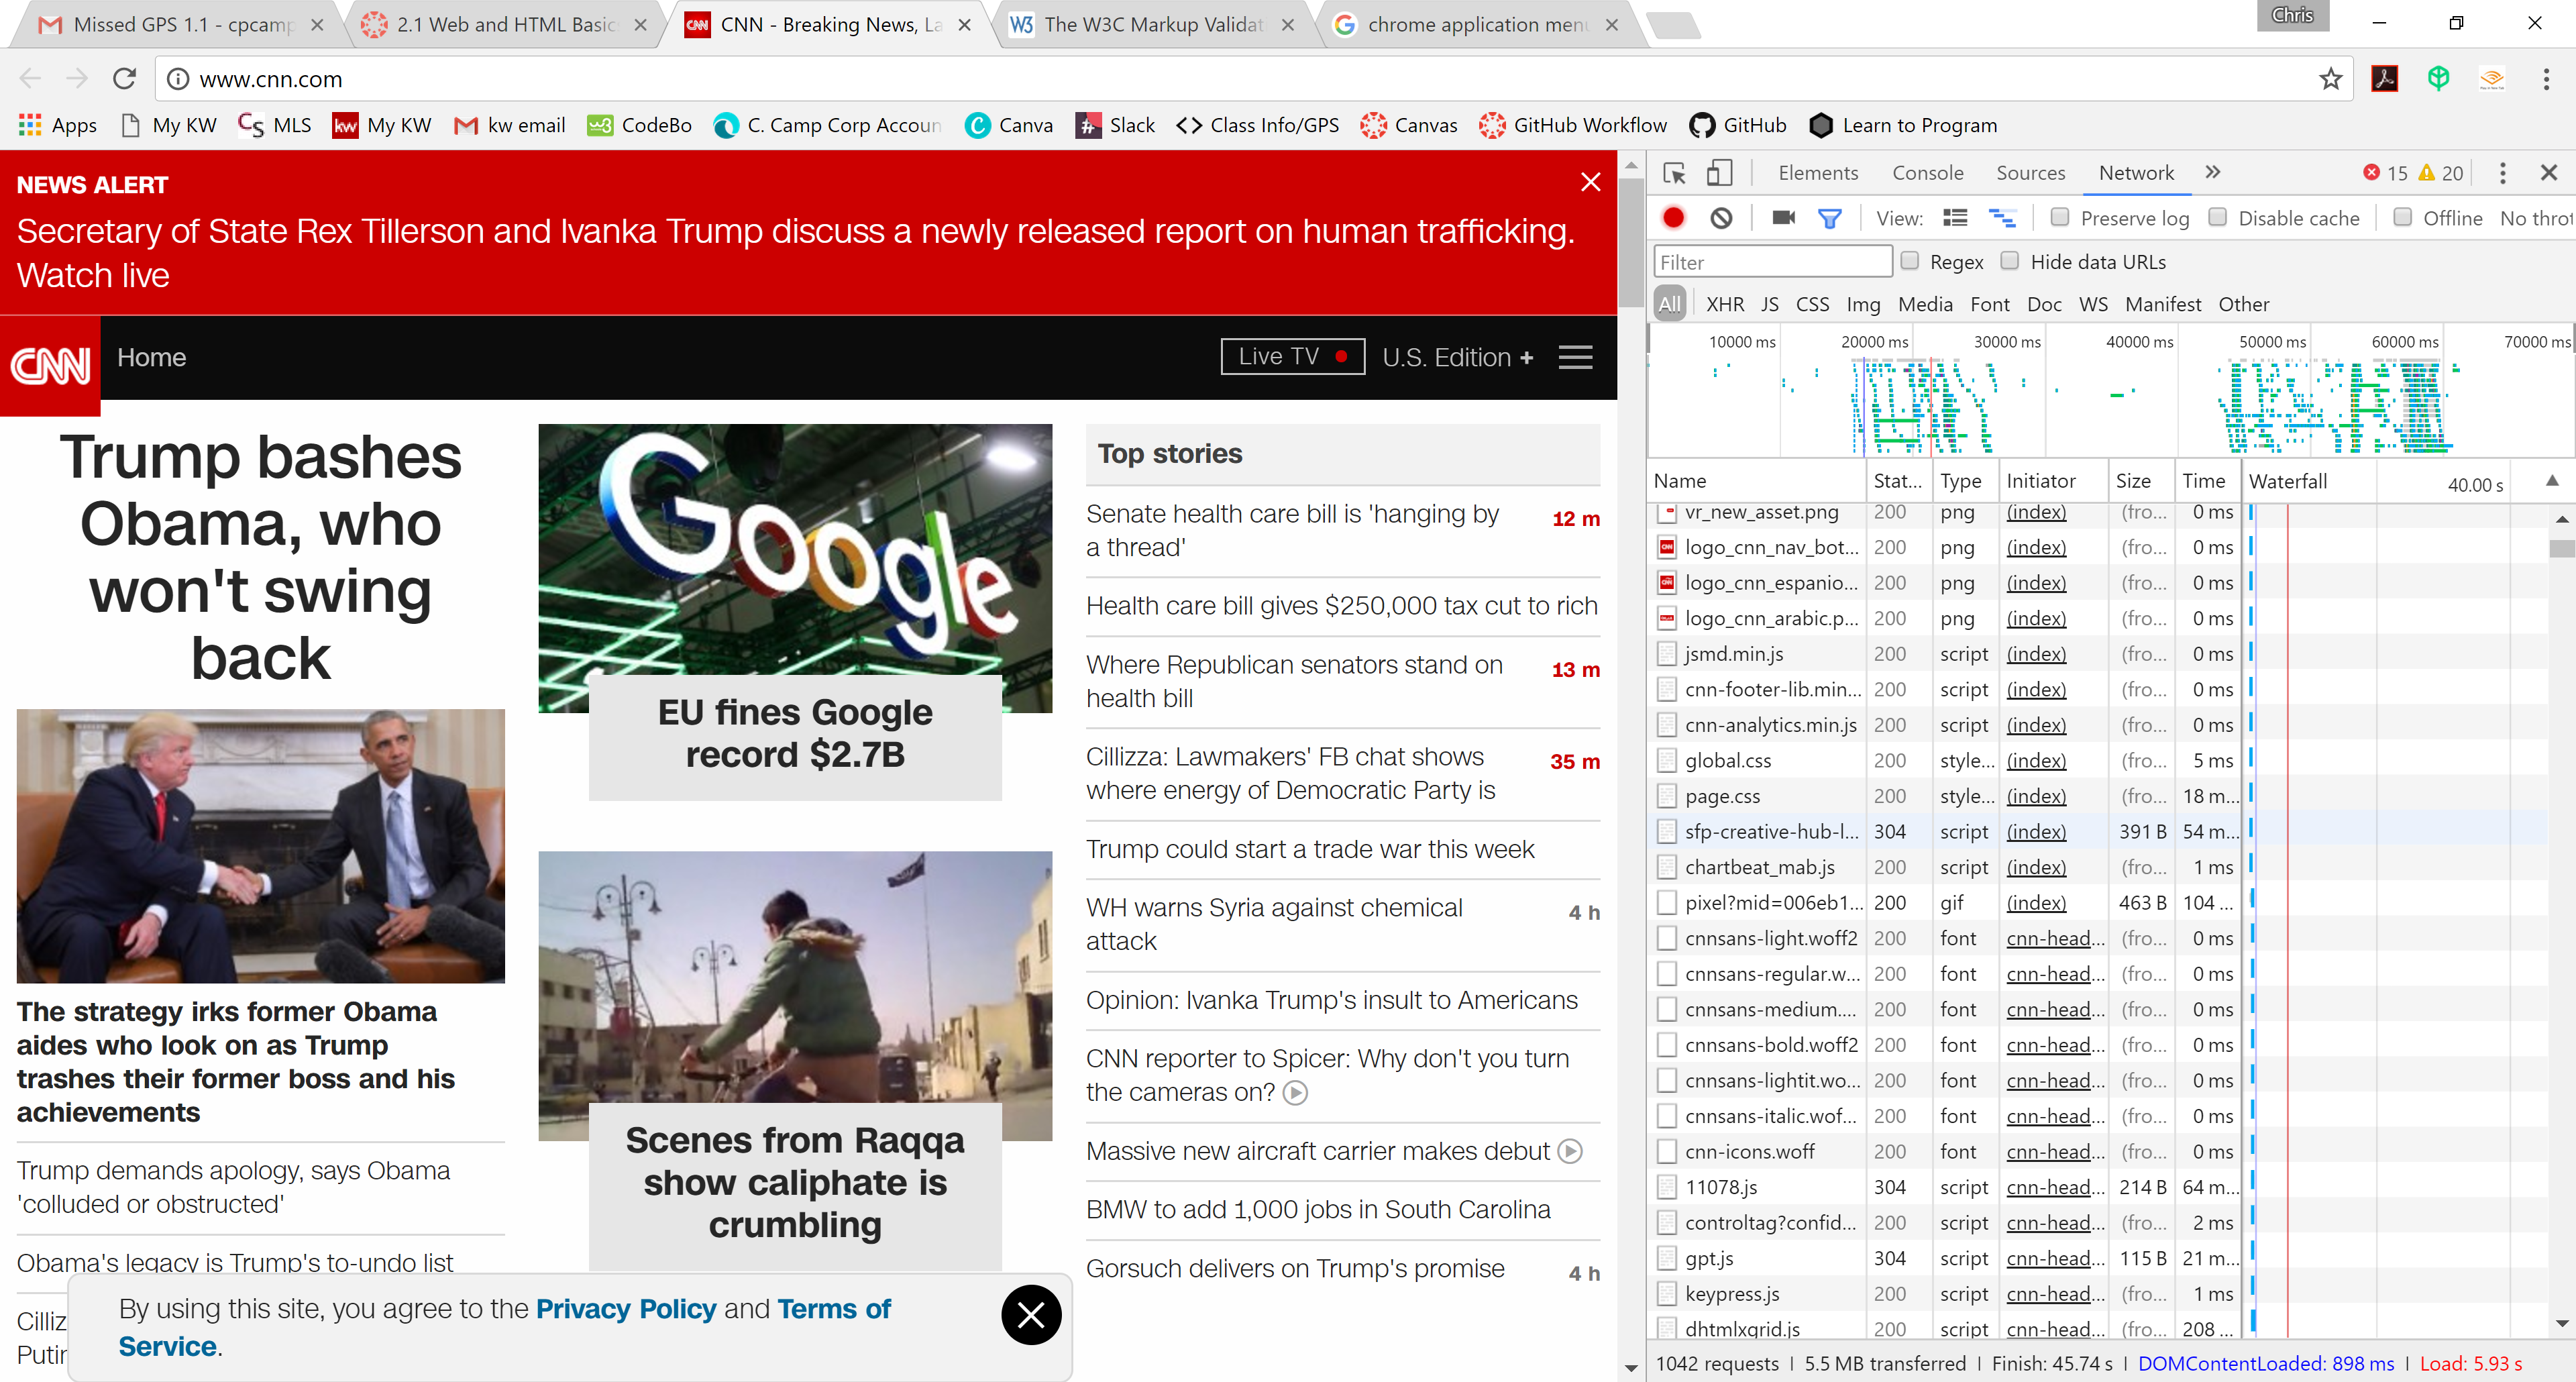 Missed GPS 1.1 - cpcamp
2.1 Web and HTML Basics
CNN - Breaking News, La
The W3C Markup Validat
chrome application menu
Chris
www.cnn.com
Apps
My KW
MLS
My KW
kw email
CodeBo
C. Camp Corp Accoun
Canva
Slack
Class Info/GPS
Canvas
GitHub Workflow
GitHub
Learn to Program
NEWS ALERT
Secretary of State Rex Tillerson and Ivanka Trump discuss a newly released report on human trafficking.
Watch live
CNN
Home
Live TV
U.S. Edition +
Trump bashes
Obama, who
won't swing
back
The strategy irks former Obama
aides who look on as Trump
trashes their former boss and his
achievements
Trump demands apology, says Obama
'colluded or obstructed'
Obama's legacy is Trump's to-undo list
Cilliz
Putin
Google
EU fines Google
record $2.7B
Scenes from Raqqa
show caliphate is
crumbling
Top stories
Senate health care bill is 'hanging by
a thread'
12 m
Health care bill gives $250,000 tax cut to rich
Where Republican senators stand on
health bill
13 m
Cillizza: Lawmakers' FB chat shows
where energy of Democratic Party is
35 m
Trump could start a trade war this week
WH warns Syria against chemical
attack
4 h
Opinion: Ivanka Trump's insult to Americans
CNN reporter to Spicer: Why don't you turn
the cameras on?
Massive new aircraft carrier makes debut
BMW to add 1,000 jobs in South Carolina
Gorsuch delivers on Trump's promise
4 h
By using this site, you agree to the Privacy Policy and Terms of
Service.
Elements Console Sources Network 15 20
View: Preserve log Disable cache Offline No throt
Filter Regex Hide data URLs
All XHR JS CSS Img Media Font Doc WS Manifest Other
10000 ms 20000 ms 30000 ms 40000 ms 50000 ms 60000 ms 70000 ms
Name Stat... Type Initiator Size Time Waterfall 40.00 s
vr_new_asset.png 200 png (index) (fro... 0 ms
logo_cnn_nav_bot... 200 png (index) (fro... 0 ms
logo_cnn_espanio... 200 png (index) (fro... 0 ms
logo_cnn_arabic.p... 200 png (index) (fro... 0 ms
jsmd.min.js 200 script (index) (fro... 0 ms
cnn-footer-lib.min... 200 script (index) (fro... 0 ms
cnn-analytics.min.js 200 script (index) (fro... 0 ms
global.css 200 style... (index) (fro... 5 ms
page.css 200 style... (index) (fro... 18 m...
sfp-creative-hub-l... 304 script (index) 391 B 54 m...
chartbeat_mab.js 200 script (index) (fro... 1 ms
pixel?mid=006eb1... 200 gif (index) 463 B 104 ...
cnnsans-light.woff2 200 font cnn-head... (fro... 0 ms
cnnsans-regular.w... 200 font cnn-head... (fro... 0 ms
cnnsans-medium.... 200 font cnn-head... (fro... 0 ms
cnnsans-bold.woff2 200 font cnn-head... (fro... 0 ms
cnnsans-lightit.wo... 200 font cnn-head... (fro... 0 ms
cnnsans-italic.wof... 200 font cnn-head... (fro... 0 ms
cnn-icons.woff 200 font cnn-head... (fro... 0 ms
11078.js 304 script cnn-head... 214 B 64 m...
controltag?confid... 200 script cnn-head... (fro... 2 ms
gpt.js 304 script cnn-head... 115 B 21 m...
keypress.js 200 script cnn-head... (fro... 1 ms
dhtmlxgrid.js 200 script cnn-head... (fro... 208 ...
1042 requests | 5.5 MB transferred | Finish: 45.74 s | DOMContentLoaded: 898 ms | Load: 5.93 s